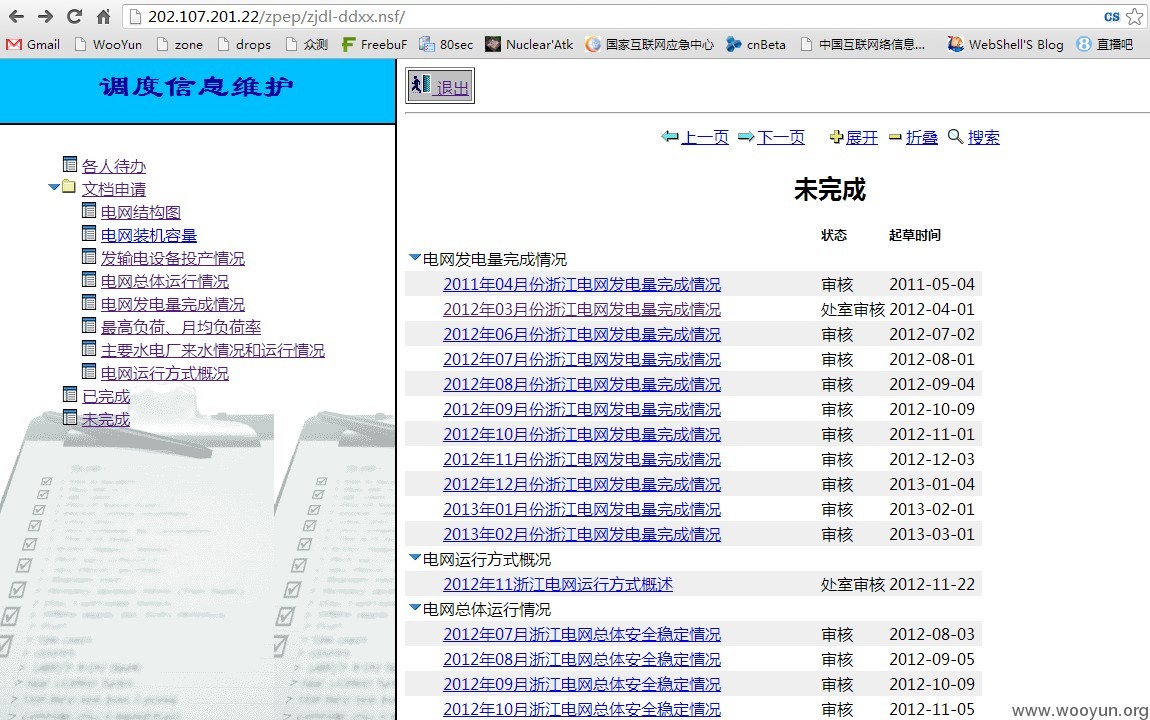 202.107.201.22/zpep/zjdl-ddxx.nsf/
Gmail WooYun zone drops 众测 FreebuF 80sec Nuclear'Atk 国家互联网应急中心 cnBeta 中国互联网络信息... WebShell'S Blog 直播吧
调度信息维护
各人待办
文档申请
电网结构图
电网装机容量
发输电设备投产情况
电网总体运行情况
电网发电量完成情况
最高负荷、月均负荷率
主要水电厂来水情况和运行情况
电网运行方式概况
已完成
未完成
退出
上一页 下一页 展开 折叠 搜索
未完成
状态 起草时间
电网发电量完成情况
2011年04月份浙江电网发电量完成情况 审核 2011-05-04
2012年03月份浙江电网发电量完成情况 处室审核 2012-04-01
2012年06月份浙江电网发电量完成情况 审核 2012-07-02
2012年07月份浙江电网发电量完成情况 审核 2012-08-01
2012年08月份浙江电网发电量完成情况 审核 2012-09-04
2012年09月份浙江电网发电量完成情况 审核 2012-10-09
2012年10月份浙江电网发电量完成情况 审核 2012-11-01
2012年11月份浙江电网发电量完成情况 审核 2012-12-03
2012年12月份浙江电网发电量完成情况 审核 2013-01-04
2013年01月份浙江电网发电量完成情况 审核 2013-02-01
2013年02月份浙江电网发电量完成情况 审核 2013-03-01
电网运行方式概况
2012年11浙江电网运行方式概述 处室审核 2012-11-22
电网总体运行情况
2012年07月浙江电网总体安全稳定情况 审核 2012-08-03
2012年08月浙江电网总体安全稳定情况 审核 2012-09-05
2012年09月浙江电网总体安全稳定情况 审核 2012-10-09
2012年10月浙江电网总体安全稳定情况 审核 2012-11-05
www.wooyun.org